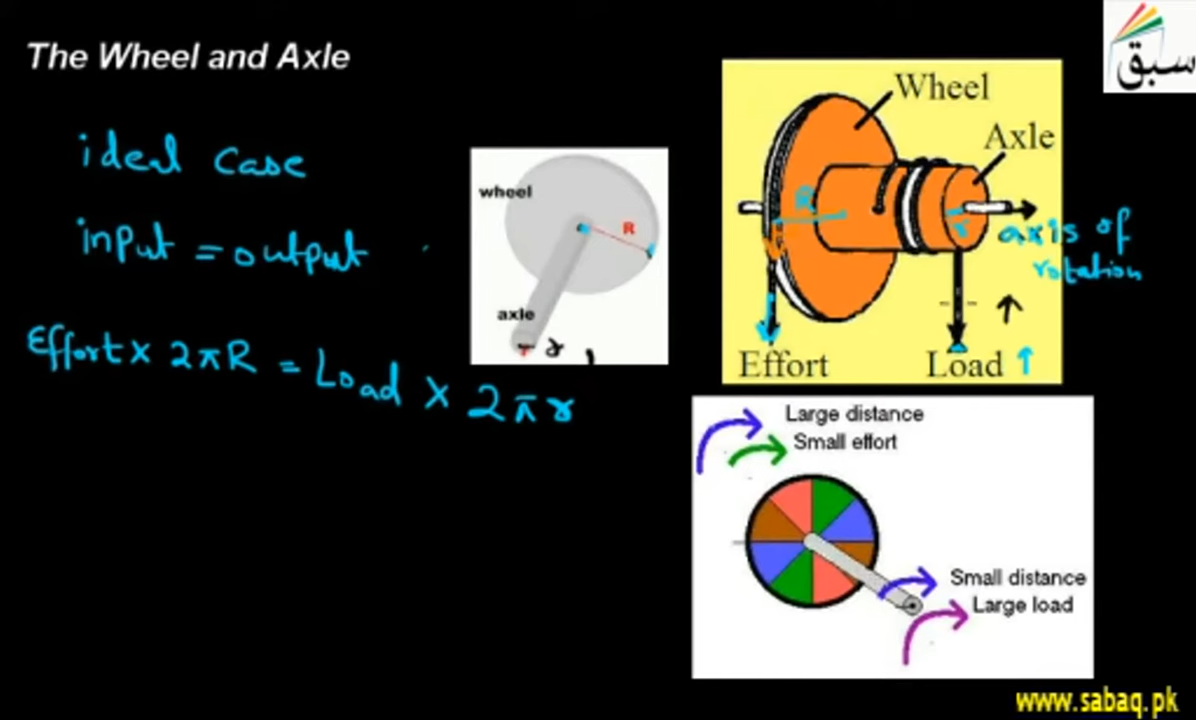 The Wheel and Axle
سبق
ideal case
input = output
Effort x 2πR = Load x 2πr
wheel
R
axle
r
Wheel
Axle
R
r
axis of
rotation
Effort
Load
Large distance
Small effort
Small distance
Large load
www.sabaq.pk